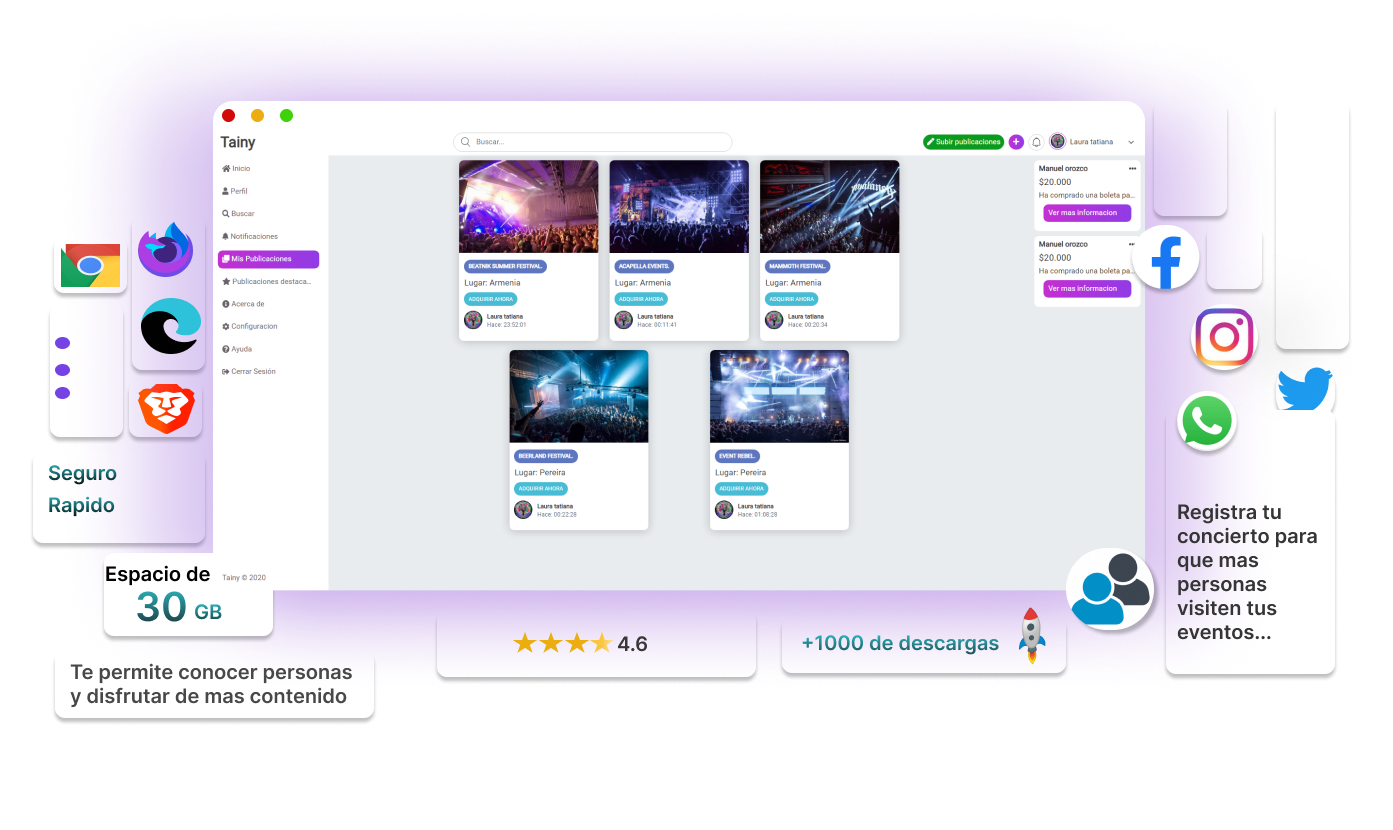 Tainy
Buscar...
Subir publicaciones
Laura tatiana
Inicio
Perfil
Buscar
Notificaciones
Mis Publicaciones
Publicaciones destaca...
Acerca de
Configuracion
Ayuda
Cerrar Sesión
Tainy © 2020
BEATNIK SUMMER FESTIVAL.
Lugar: Armenia
ADQUIRIR AHORA
Laura tatiana
Hace: 23:52:01
ACAPELLA EVENTS.
Lugar: Armenia
ADQUIRIR AHORA
Laura tatiana
Hace: 00:11:41
MAMMOTH FESTIVAL.
Lugar: Armenia
ADQUIRIR AHORA
Laura tatiana
Hace: 00:20:34
BEERLAND FESTIVAL.
Lugar: Pereira
ADQUIRIR AHORA
Laura tatiana
Hace: 00:22:28
EVENT REBEL.
Lugar: Pereira
ADQUIRIR AHORA
Laura tatiana
Hace: 01:08:28
Manuel orozco
$20.000
Ha comprado una boleta pa...
Ver mas informacion
Manuel orozco
$20.000
Ha comprado una boleta pa...
Ver mas informacion
Seguro
Rapido
Espacio de
30 GB
Te permite conocer personas
y disfrutar de mas contenido
4.6
+1000 de descargas
Registra tu
concierto para
que mas
personas
visiten tus
eventos...